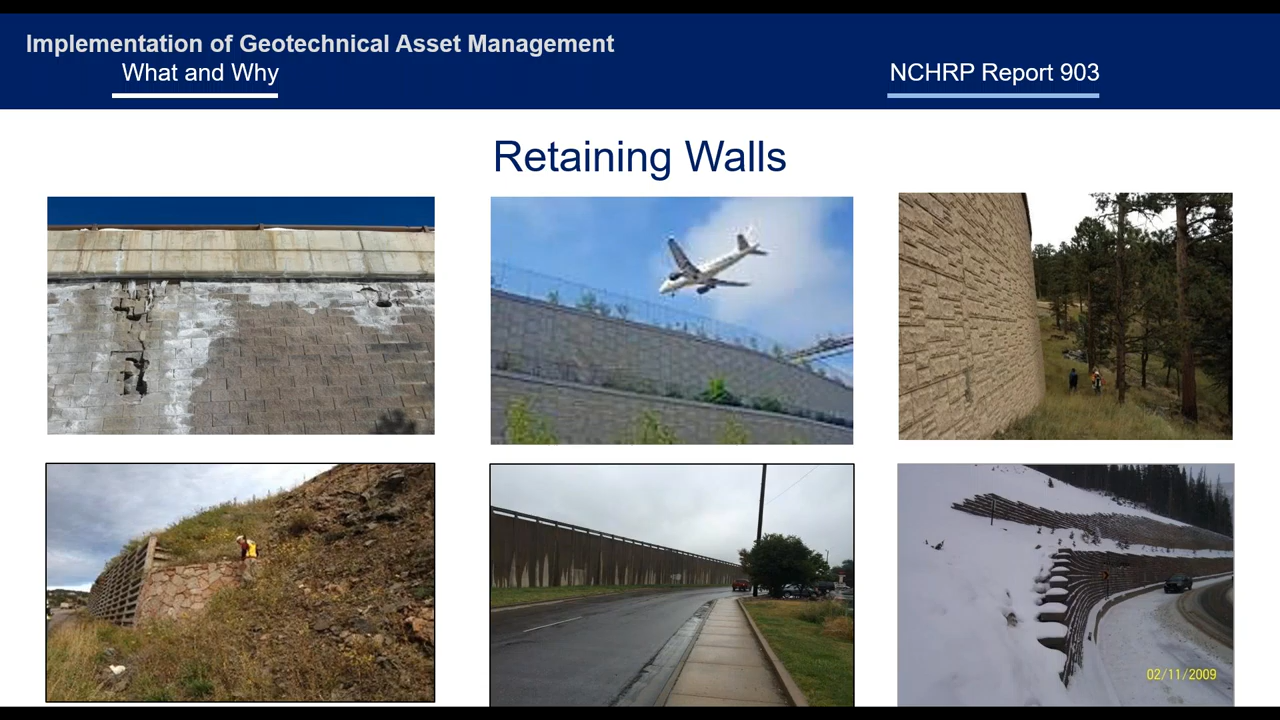 Implementation of Geotechnical Asset Management
What and Why
NCHRP Report 903
Retaining Walls
02/11/2009